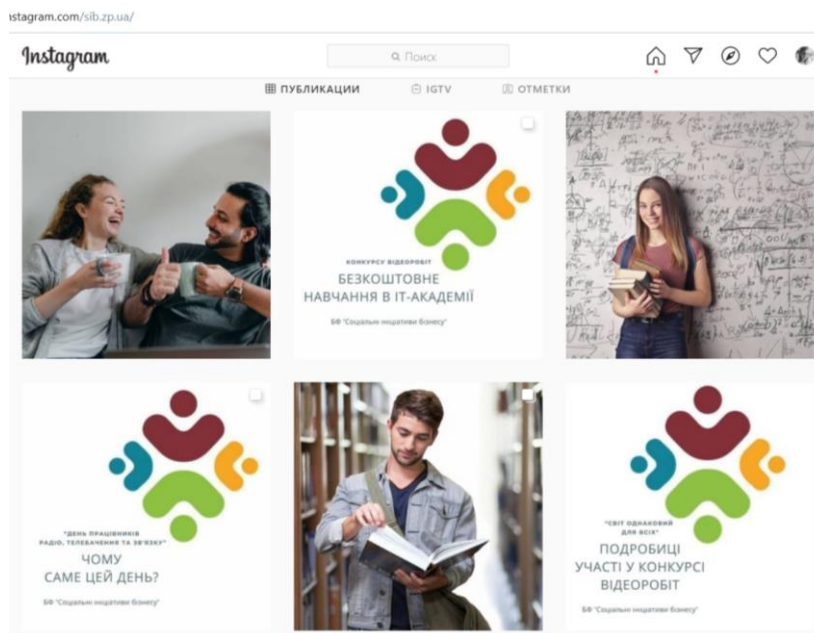 nstagram.com/sib.zp.ua/
Instagram
Поиск
ПУБЛИКАЦИИ
IGTV
ОТМЕТКИ
КОНКУРСУ ВІДЕОРОБІТ
БЕЗКОШТОВНЕ
НАВЧАННЯ В ІТ-АКАДЕМІЇ
БФ "Соціальні ініціативи бізнесу"
"ДЕНЬ ПРАЦІВНИКІВ
РАДІО, ТЕЛЕБАЧЕННЯ ТА ЗВ'ЯЗКУ"
ЧОМУ
САМЕ ЦЕЙ ДЕНЬ?
БФ "Соціальні ініціативи бізнесу"
"СВІТ ОДНАКОВИЙ
ДЛЯ ВСІХ"
ПОДРОБИЦІ
УЧАСТІ У КОНКУРСІ
ВІДЕОРОБІТ
БФ "Соціальні ініціативи бізнесу"